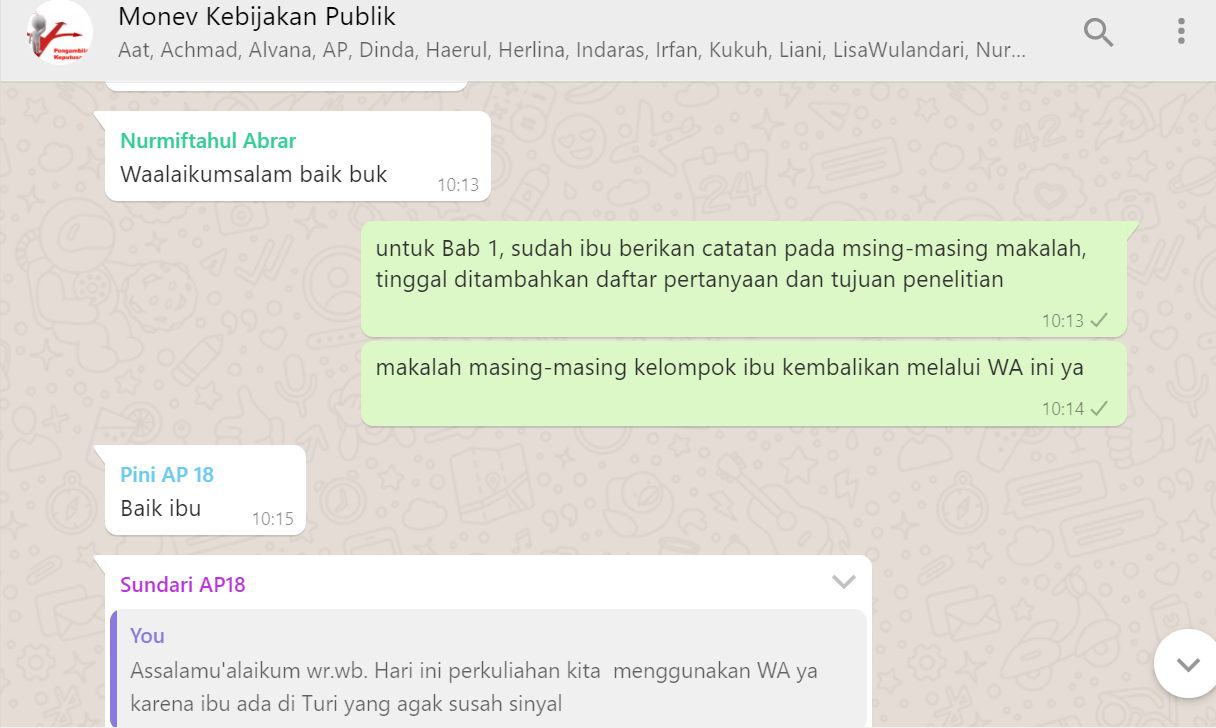 Monev Kebijakan Publik
Aat, Achmad, Alvana, AP, Dinda, Haerul, Herlina, Indaras, Irfan, Kukuh, Liani, LisaWulandari, Nur...
Pengambilan
Keputusan
Nurmiftahul Abrar
Waalaikumsalam baik buk
10:13
untuk Bab 1, sudah ibu berikan catatan pada msing-masing makalah,
tinggal ditambahkan daftar pertanyaan dan tujuan penelitian
10:13
makalah masing-masing kelompok ibu kembalikan melalui WA ini ya
10:14
Pini AP 18
Baik ibu
10:15
Sundari AP18
You
Assalamu'alaikum wr.wb. Hari ini perkuliahan kita  menggunakan WA ya
karena ibu ada di Turi yang agak susah sinyal